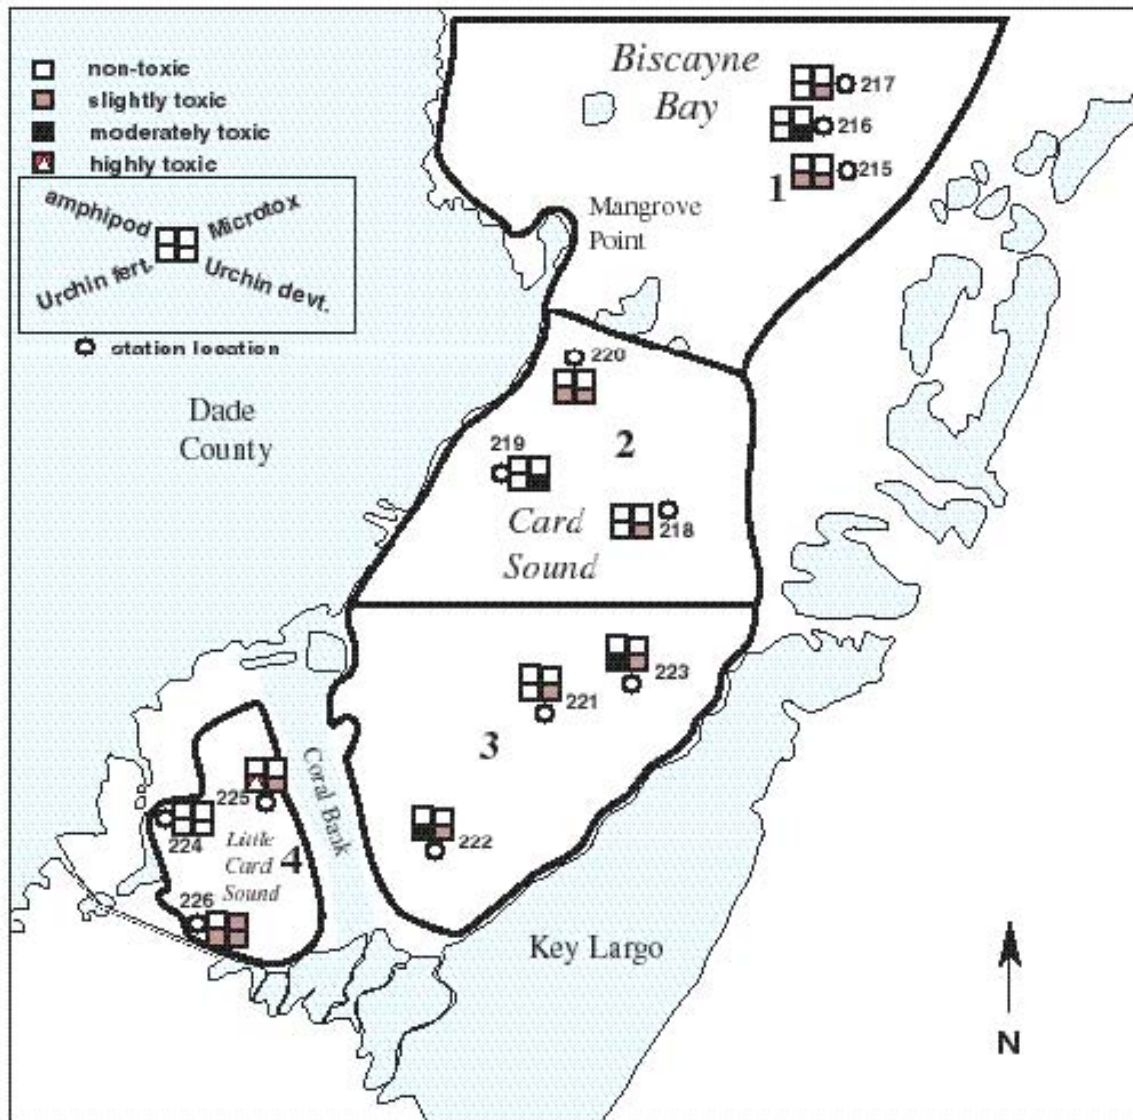 non-toxic
slightly toxic
moderately toxic
highly toxic
amphipod
Microtox
Urchin fert.
Urchin devt.
station location
Biscayne
Bay
217
216
215
1
Mangrove
Point
Dade
County
220
219
2
218
Card
Sound
223
221
3
222
Coral Bank
225
224
Little
Card
Sound
4
226
Key Largo
N